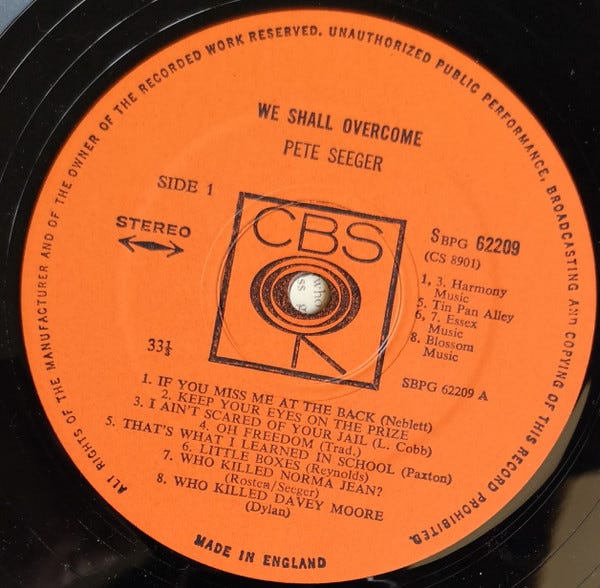 ALL RIGHTS OF THE MANUFACTURER AND OF THE OWNER OF THE RECORDED WORK RESERVED. UNAUTHORIZED PUBLIC PERFORMANCE, BROADCASTING AND COPYING OF THIS RECORD PROHIBITED.
WE SHALL OVERCOME
PETE SEEGER
SIDE 1
STEREO
CBS
SBPG 62209
(CS 8901)
1, 3. Harmony
Music
5. Tin Pan Alley
6, 7. Essex
Music
8. Blossom
Music
33⅓
SBPG 62209 A
1. IF YOU MISS ME AT THE BACK (Neblett)
2. KEEP YOUR EYES ON THE PRIZE
3. I AIN'T SCARED OF YOUR JAIL (L. Cobb)
4. OH FREEDOM (Trad.)
5. THAT'S WHAT I LEARNED IN SCHOOL (Paxton)
6. LITTLE BOXES (Reynolds)
7. WHO KILLED NORMA JEAN?
(Rosten/Seeger)
8. WHO KILLED DAVEY MOORE
(Dylan)
MADE IN ENGLAND